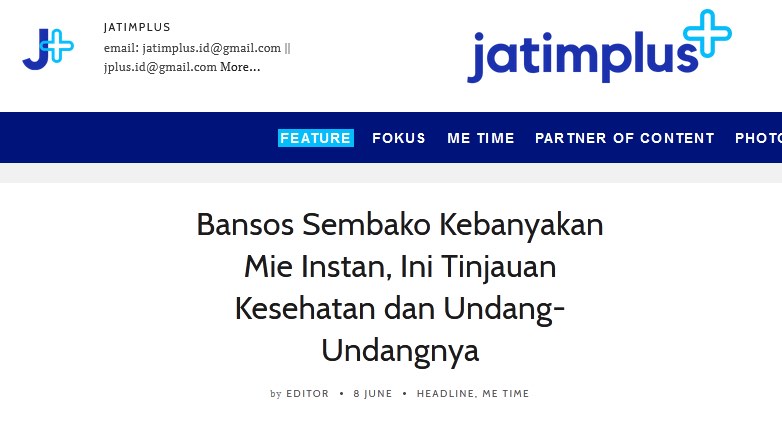 JATIMPLUS
email: jatimplus.id@gmail.com ||
jplus.id@gmail.com More...
jatimplus
FEATURE FOKUS ME TIME PARTNER OF CONTENT PHOTO
Bansos Sembako Kebanyakan
Mie Instan, Ini Tinjauan
Kesehatan dan Undang-
Undangnya
by EDITOR • 8 JUNE • HEADLINE, ME TIME